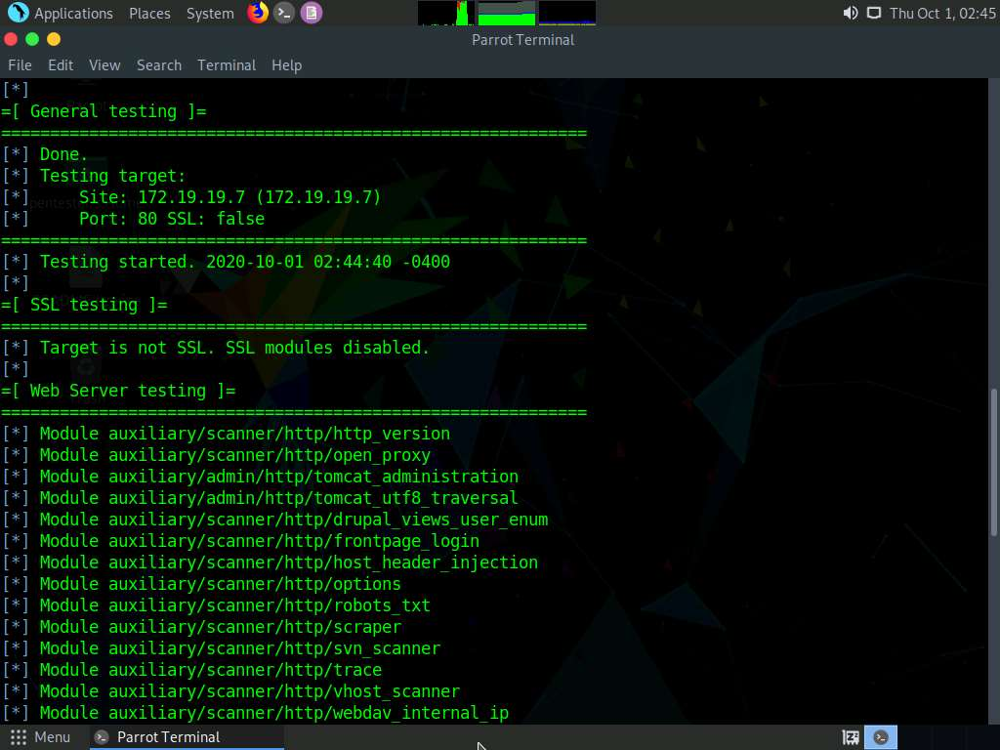 Applications Places System Thu Oct 1, 02:45
Parrot Terminal
File Edit View Search Terminal Help
[*]
=[ General testing ]=
============================================================
[*] Done.
[*] Testing target:
[*]     Site: 172.19.19.7 (172.19.19.7)
[*]     Port: 80 SSL: false
============================================================
[*] Testing started. 2020-10-01 02:44:40 -0400
[*]
=[ SSL testing ]=
============================================================
[*] Target is not SSL. SSL modules disabled.
[*]
=[ Web Server testing ]=
============================================================
[*] Module auxiliary/scanner/http/http_version
[*] Module auxiliary/scanner/http/open_proxy
[*] Module auxiliary/admin/http/tomcat_administration
[*] Module auxiliary/admin/http/tomcat_utf8_traversal
[*] Module auxiliary/scanner/http/drupal_views_user_enum
[*] Module auxiliary/scanner/http/frontpage_login
[*] Module auxiliary/scanner/http/host_header_injection
[*] Module auxiliary/scanner/http/options
[*] Module auxiliary/scanner/http/robots_txt
[*] Module auxiliary/scanner/http/scraper
[*] Module auxiliary/scanner/http/svn_scanner
[*] Module auxiliary/scanner/http/trace
[*] Module auxiliary/scanner/http/vhost_scanner
[*] Module auxiliary/scanner/http/webdav_internal_ip
Menu Parrot Terminal